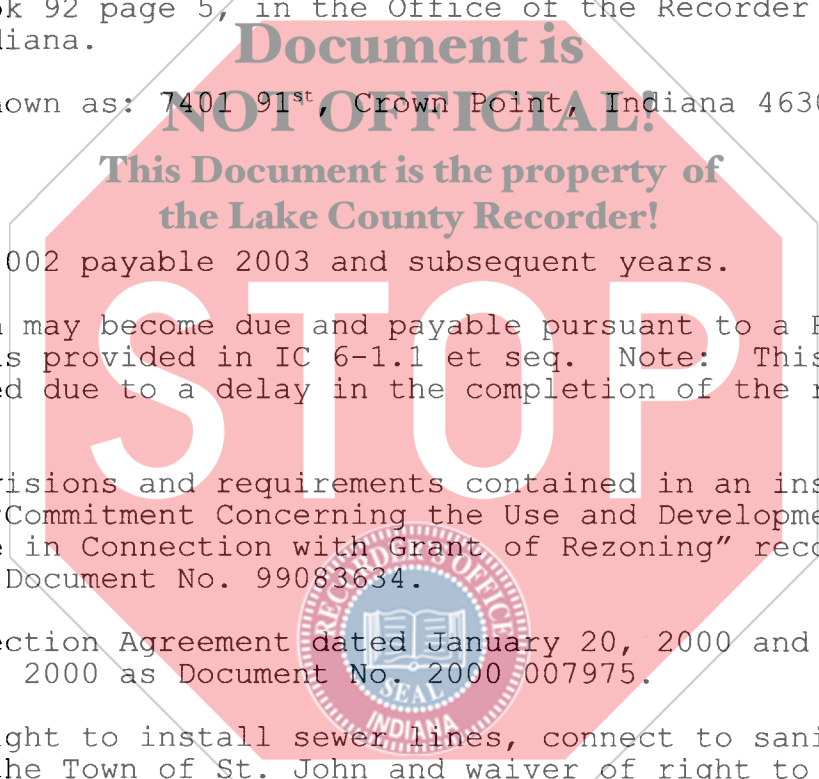 ok 92 page 5, in the Office of the Recorder
diana.
Document is
nown as: 7401 91st, Crown Point, Indiana 4630
NOT OFFICIAL!
This Document is the property of
the Lake County Recorder!
002 payable 2003 and subsequent years.
may become due and payable pursuant to a
s provided in IC 6-1.1 et seq. Note: This
ed due to a delay in the completion of the
STOP
visions and requirements contained in an ins
Commitment Concerning the Use and Developme
e in Connection with Grant of Rezoning" reco
Document No. 99083634.
RECORDER'S OFFICE
ection Agreement dated January 20, 2000 and
2000 as Document No. 2000 007975.
SEAL
INDIANA
ght to install sewer lines, connect to sani
he Town of St. John and waiver of right to